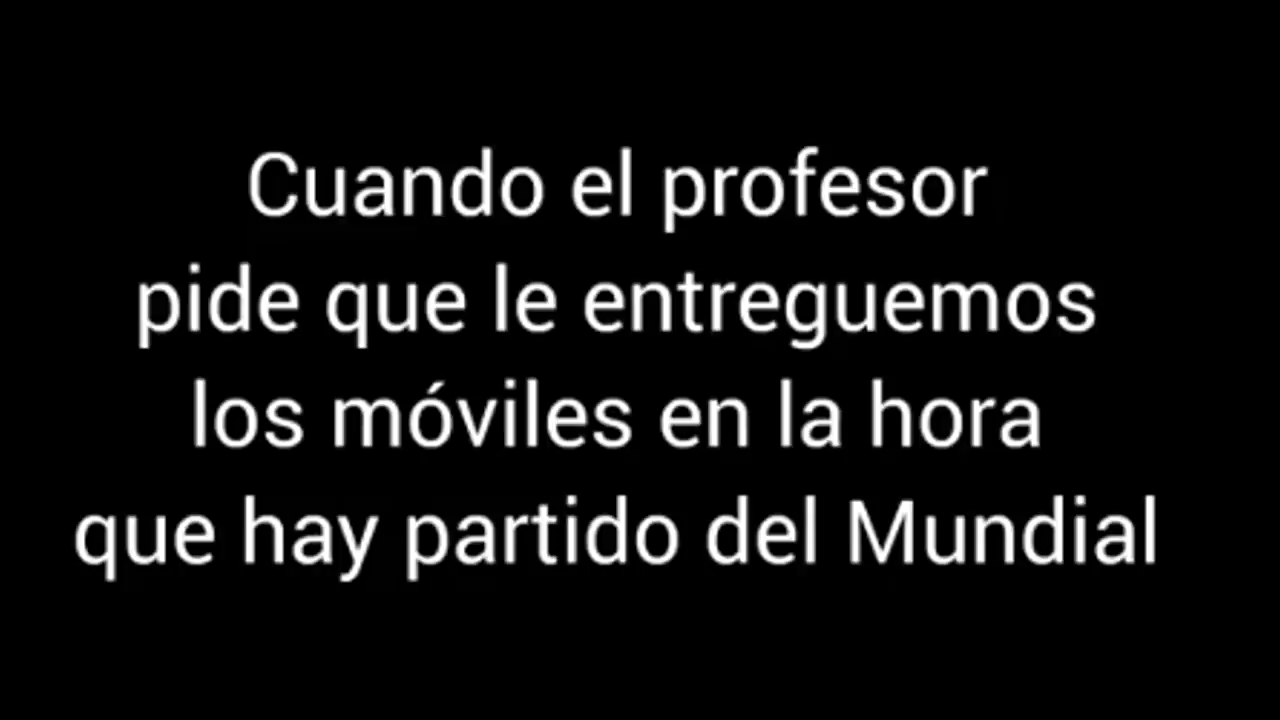 Cuando el profesor
pide que le entreguemos
los móviles en la hora
que hay partido del Mundial